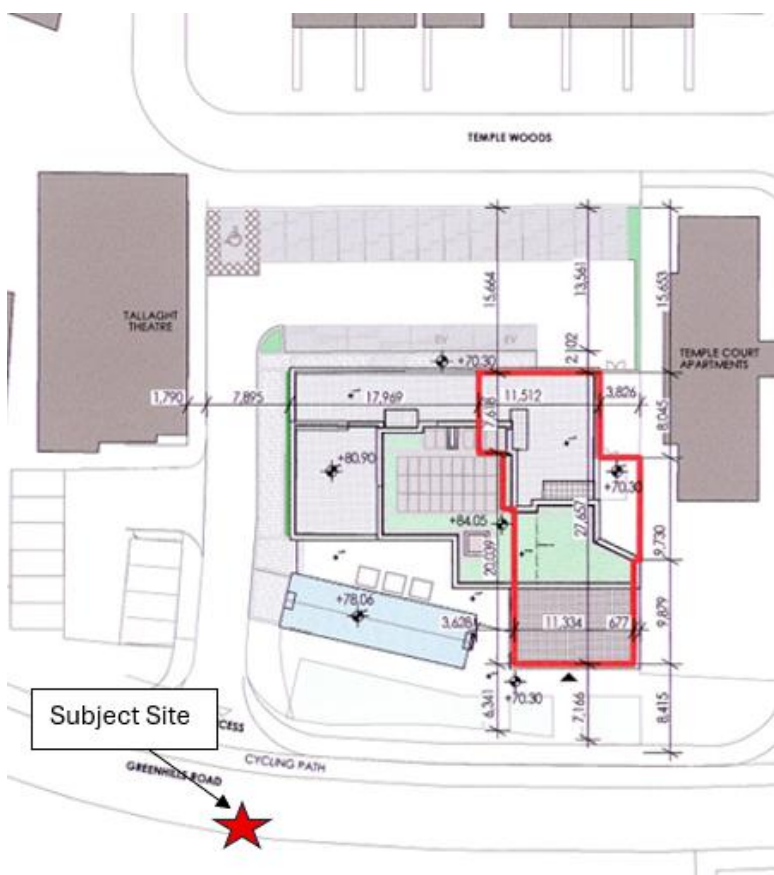 TEMPLE WOODS
TALLAGHT
THEATRE
TEMPLE COURT
APARTMENTS
15,664
13,561
15,653
EV
EV
2,102
+70.30
1,790
7,895
17,969
11,512
3,826
7,618
8,045
+80.90
+70.30
+84.05
27,657
20,039
9,730
+78.06
3,628
11,334
677
9,879
+70.30
6,341
7,166
8,415
Subject Site
CESS
CYCLING PATH
GREENHILLS ROAD